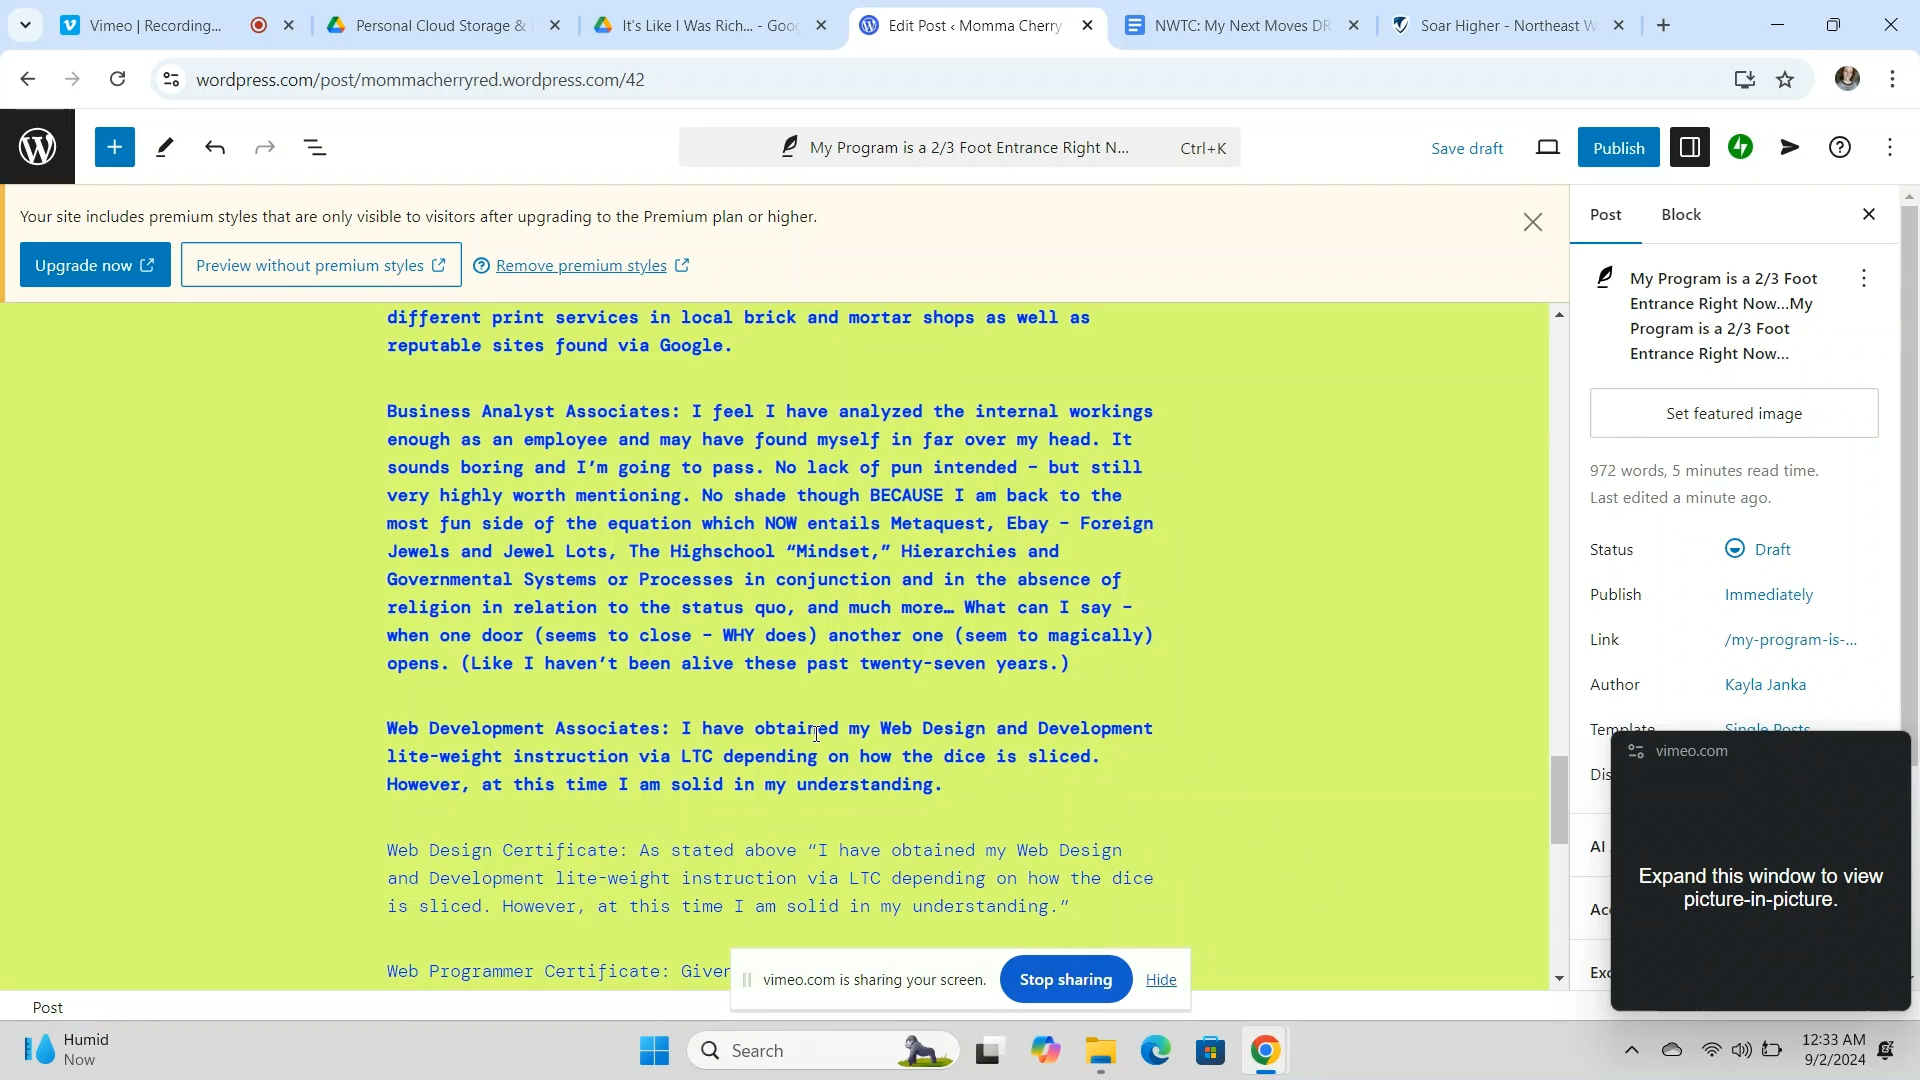 Vimeo | Recording...
Personal Cloud Storage &
It's Like I Was Rich... - Goo
Edit Post ‹ Momma Cherry
NWTC: My Next Moves DR
Soar Higher - Northeast W
wordpress.com/post/mommacherryred.wordpress.com/42
My Program is a 2/3 Foot Entrance Right N... Ctrl+K
Save draft
Publish
Your site includes premium styles that are only visible to visitors after upgrading to the Premium plan or higher.
Upgrade now
Preview without premium styles
Remove premium styles
different print services in local brick and mortar shops as well as
reputable sites found via Google.
Business Analyst Associates: I feel I have analyzed the internal workings
enough as an employee and may have found myself in far over my head. It
sounds boring and I’m going to pass. No lack of pun intended – but still
very highly worth mentioning. No shade though BECAUSE I am back to the
most fun side of the equation which NOW entails Metaquest, Ebay – Foreign
Jewels and Jewel Lots, The Highschool “Mindset,” Hierarchies and
Governmental Systems or Processes in conjunction and in the absence of
religion in relation to the status quo, and much more… What can I say –
when one door (seems to close – WHY does) another one (seem to magically)
opens. (Like I haven’t been alive these past twenty-seven years.)
Web Development Associates: I have obtained my Web Design and Development
lite-weight instruction via LTC depending on how the dice is sliced.
However, at this time I am solid in my understanding.
Web Design Certificate: As stated above “I have obtained my Web Design
and Development lite-weight instruction via LTC depending on how the dice
is sliced. However, at this time I am solid in my understanding.”
Web Programmer Certificate: Given
Post
Block
My Program is a 2/3 Foot
Entrance Right Now...My
Program is a 2/3 Foot
Entrance Right Now...
Set featured image
972 words, 5 minutes read time.
Last edited a minute ago.
Status Draft
Publish Immediately
Link /my-program-is-...
Author Kayla Janka
Template Single Posts
Dis
AI
Acc
Exc
vimeo.com
Expand this window to view
picture-in-picture.
vimeo.com is sharing your screen.
Stop sharing
Hide
Post
Humid
Now
Search
12:33 AM
9/2/2024